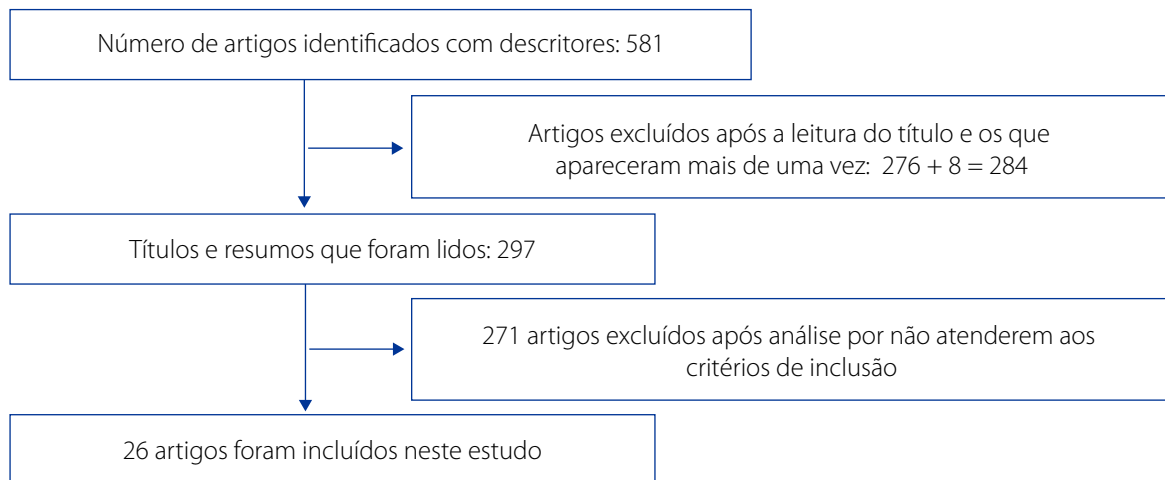 Número de artigos identificados com descritores: 581
Artigos excluídos após a leitura do título e os que
apareceram mais de uma vez: 276 + 8 = 284
Títulos e resumos que foram lidos: 297
271 artigos excluídos após análise por não atenderem aos
critérios de inclusão
26 artigos foram incluídos neste estudo